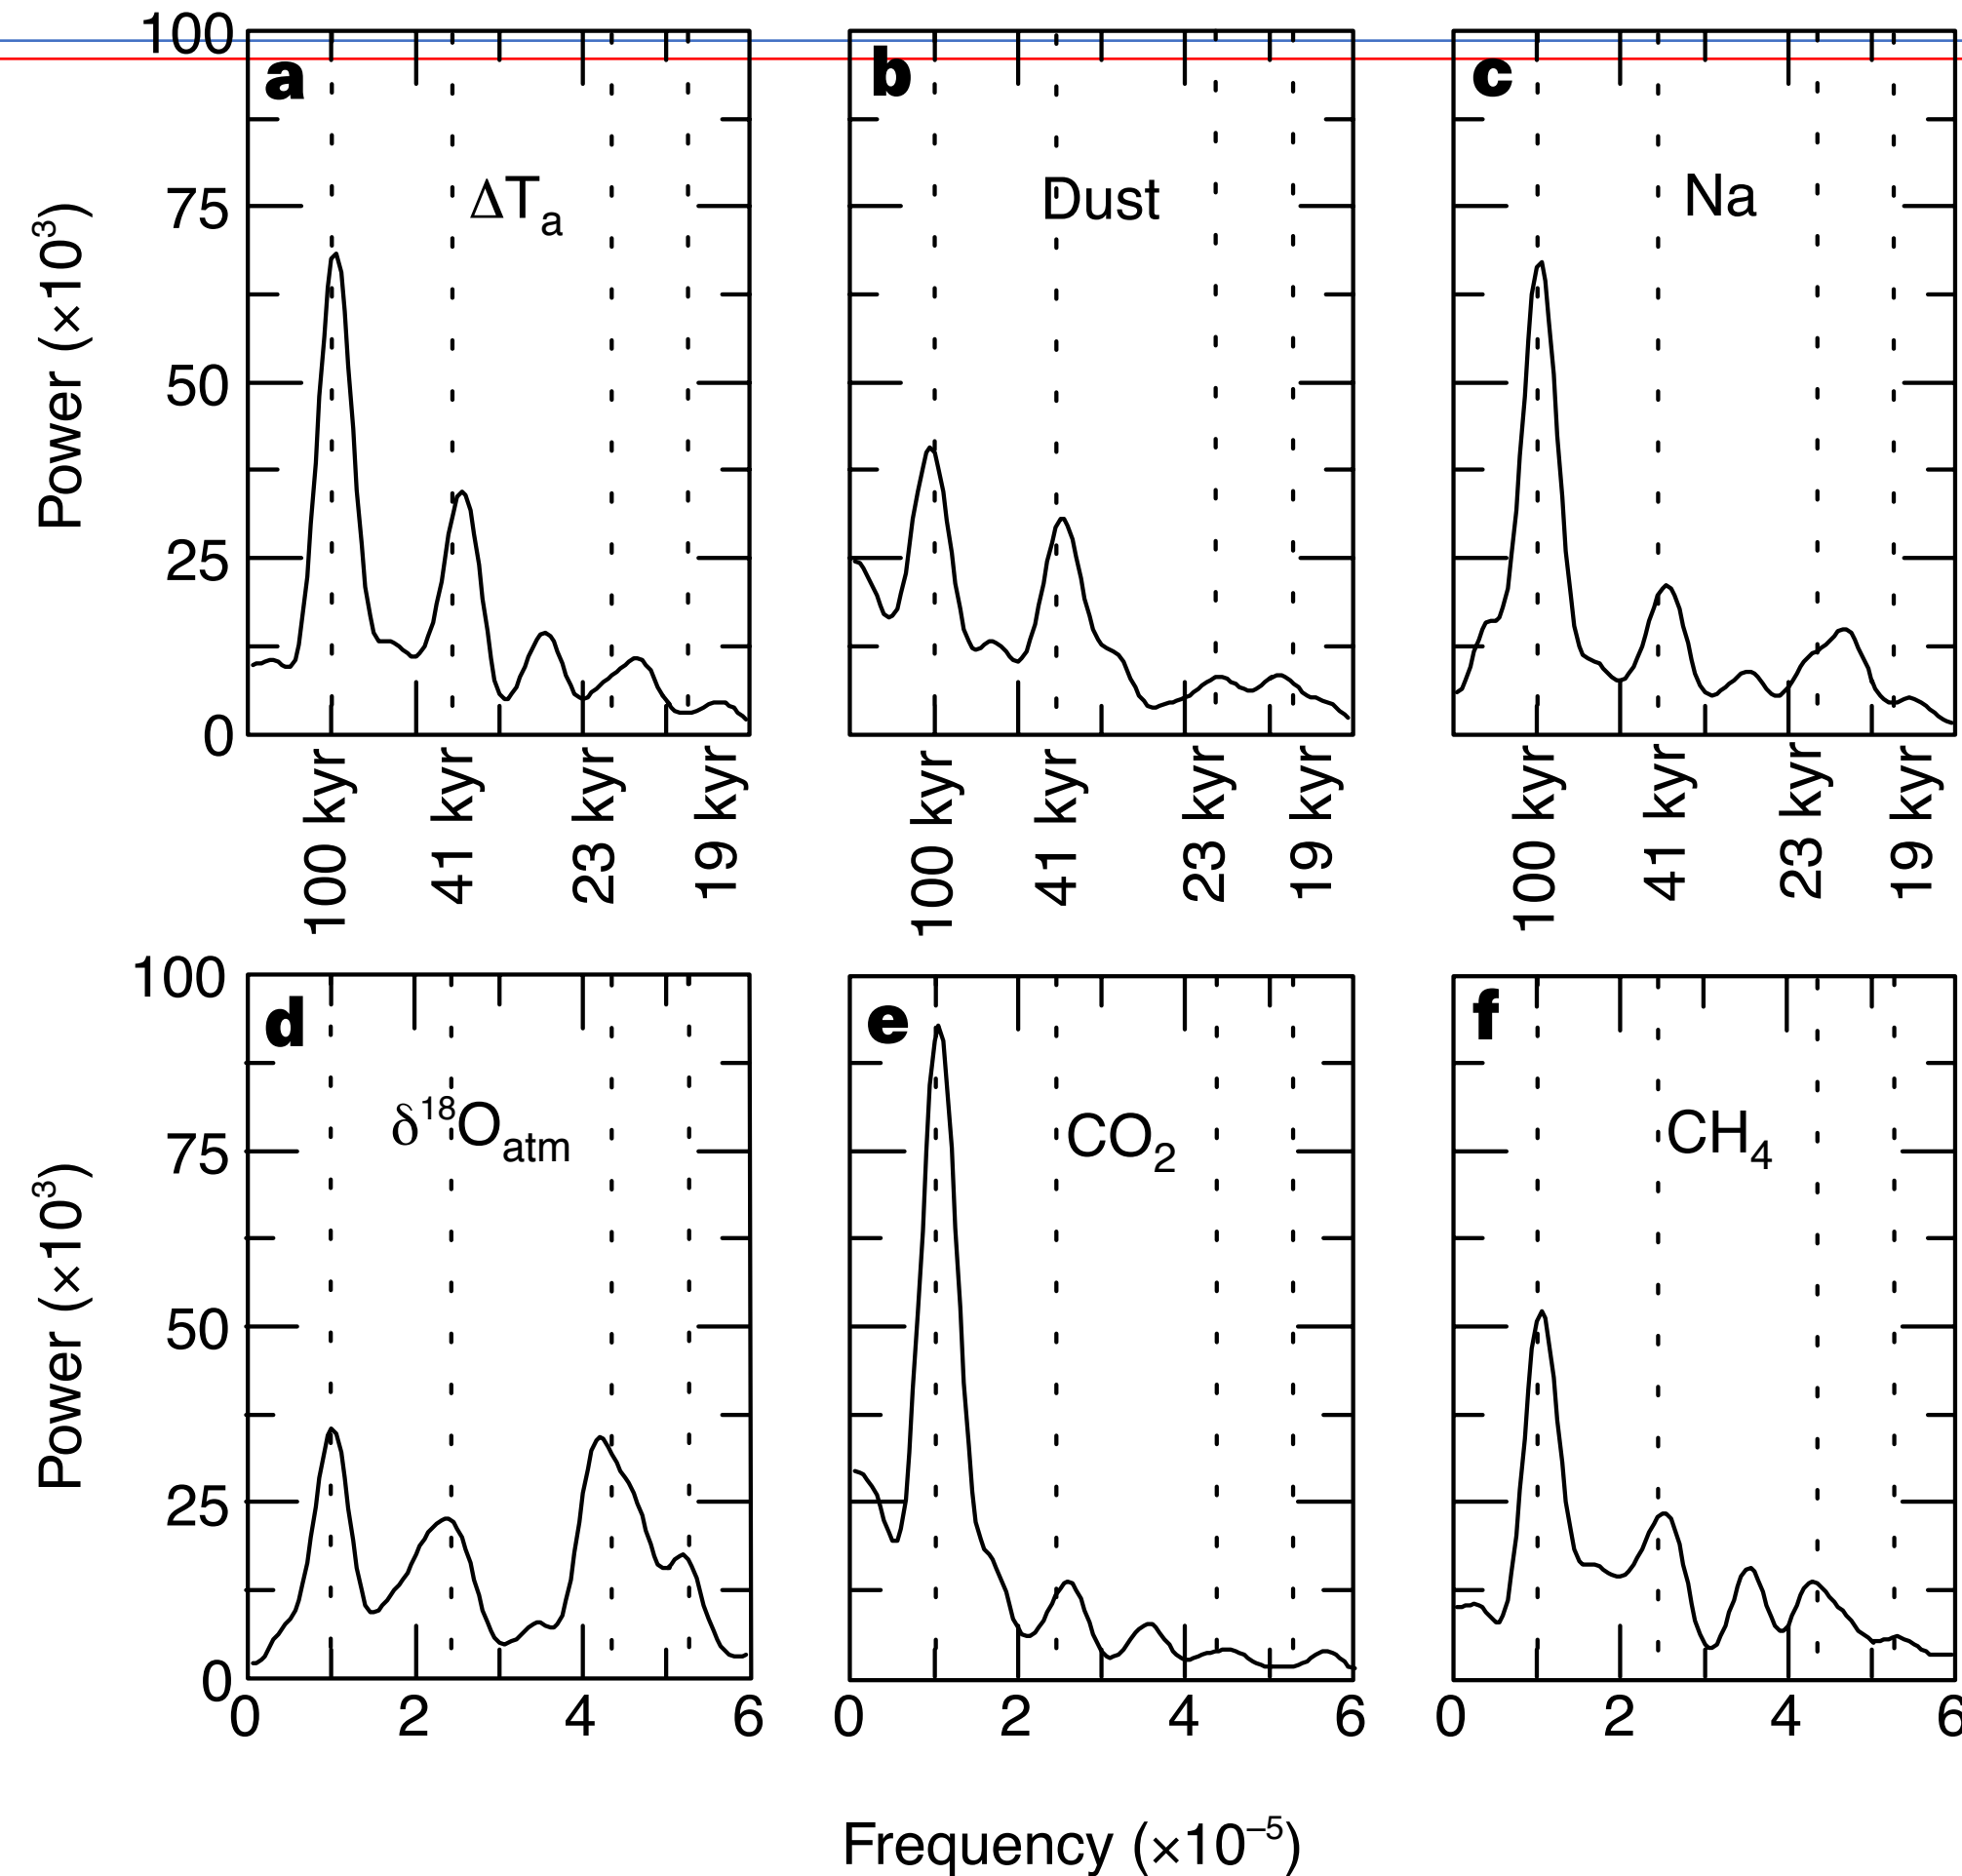 100
75
50
25
0
Power (×10³)
a
ΔTa
b
Dust
c
Na
100 kyr
41 kyr
23 kyr
19 kyr
100 kyr
41 kyr
23 kyr
19 kyr
100 kyr
41 kyr
23 kyr
19 kyr
100
75
50
25
0
Power (×10³)
d
δ¹⁸Oatm
e
CO₂
f
CH₄
0 2 4 6
0 2 4 6
0 2 4 6
Frequency (×10⁻⁵)